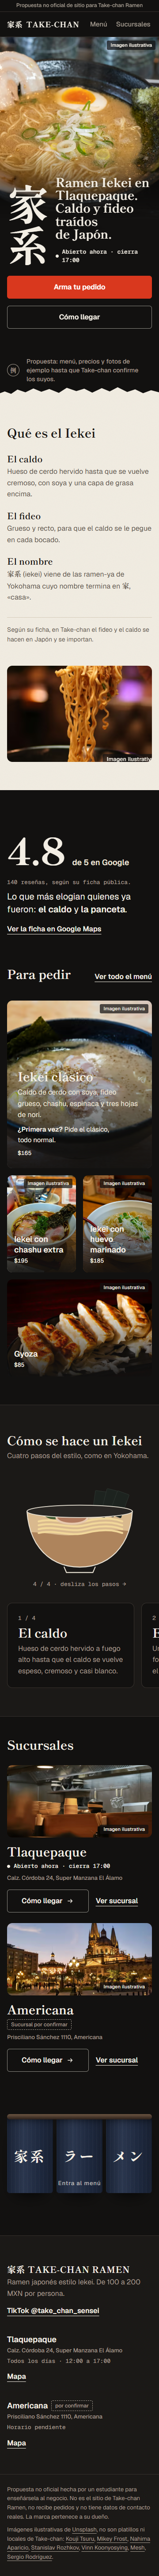 Propuesta no oficial de sitio para Take-chan Ramen
家系 TAKE-CHAN
Menú
Sucursales
Imagen ilustrativa
家系
Ramen Iekei en
Tlaquepaque.
Caldo y fideo
traídos
de Japón.
Abierto ahora · cierra
17:00
Arma tu pedido
Cómo llegar
Propuesta: menú, precios y fotos de
ejemplo hasta que Take-chan confirme
los suyos.
Qué es el Iekei
El caldo
Hueso de cerdo hervido hasta que se vuelve
cremoso, con soya y una capa de grasa
encima.
El fideo
Grueso y recto, para que el caldo se le pegue
en cada bocado.
El nombre
家系 (iekei) viene de las ramen-ya de
Yokohama cuyo nombre termina en 家,
«casa».
Según su ficha, en Take-chan el fideo y el caldo se
hacen en Japón y se importan.
Imagen ilustrativa
4.8 de 5 en Google
140 reseñas, según su ficha pública.
Lo que más elogian quienes ya
fueron: el caldo y la panceta.
Ver la ficha en Google Maps
Para pedir
Ver todo el menú
Imagen ilustrativa
Iekei clásico
Caldo de cerdo con soya, fideo
grueso, chashu, espinaca y tres hojas
de nori.
¿Primera vez? Pide el clásico,
todo normal.
$165
Imagen ilustrativa
Iekei con
chashu extra
$195
Imagen ilustrativa
Iekei con
huevo
marinado
$185
Imagen ilustrativa
Gyoza
$85
Cómo se hace un Iekei
Cuatro pasos del estilo, como en Yokohama.
4 / 4 · desliza los pasos →
1 / 4
El caldo
Hueso de cerdo hervido a fuego
alto hasta que el caldo se vuelve
espeso, cremoso y casi blanco.
2
Sucursales
Imagen ilustrativa
Tlaquepaque
Abierto ahora · cierra 17:00
Calz. Córdoba 24, Super Manzana El Álamo
Cómo llegar →
Ver sucursal
Imagen ilustrativa
Americana
Sucursal por confirmar
Prisciliano Sánchez 1110, Americana
Cómo llegar →
Ver sucursal
家系 ラー メン
Entra al menú
家系 TAKE-CHAN RAMEN
Ramen japonés estilo Iekei. De 100 a 200
MXN por persona.
TikTok @take_chan_sensei
Tlaquepaque
Calz. Córdoba 24, Super Manzana El Álamo
Todos los días · 12:00 a 17:00
Mapa
Americana por confirmar
Prisciliano Sánchez 1110, Americana
Horario pendiente
Mapa
Propuesta no oficial hecha por un estudiante para
enseñársela al negocio. No es el sitio de Take-chan
Ramen, no recibe pedidos y no tiene datos de contacto
reales. La marca pertenece a su dueño.
Imágenes ilustrativas de Unsplash, no son platillos ni
locales de Take-chan: Kouji Tsuru, Mikey Frost, Nahima
Aparicio, Stanislav Rozhkov, Viinn Koonyosying, Mesh,
Sergio Rodríguez.